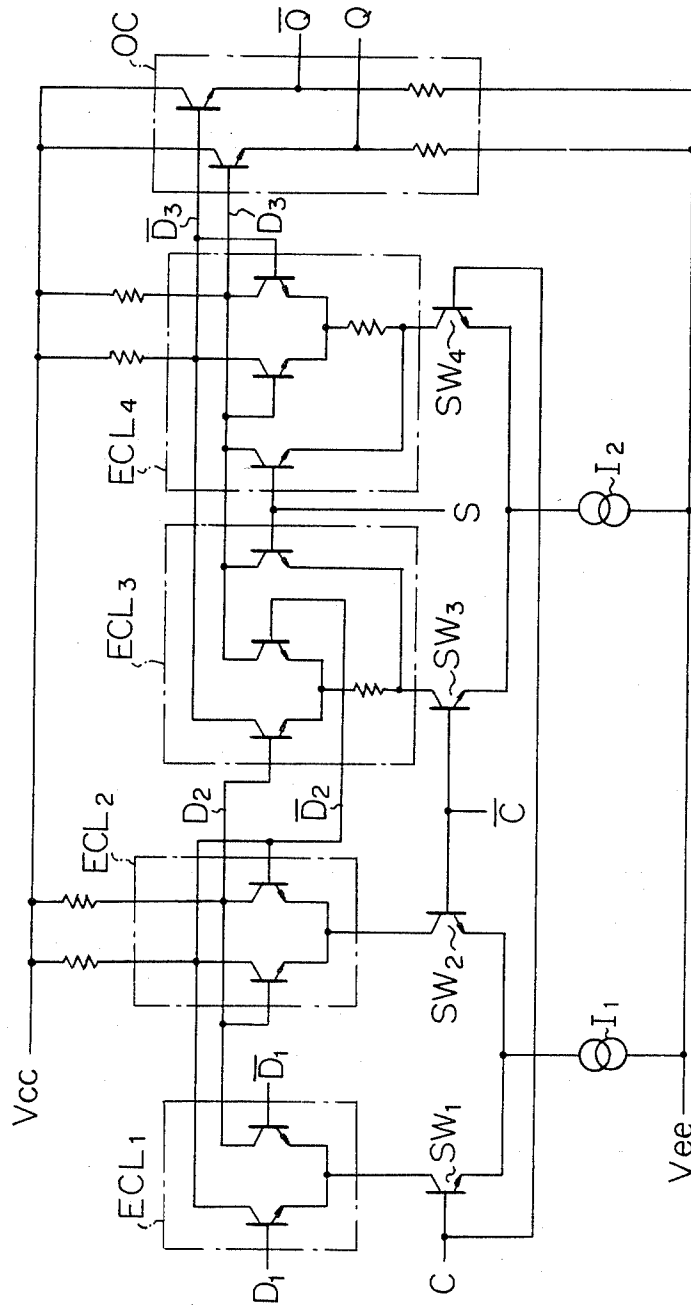 Vcc
ECL1
ECL2
ECL3
ECL4
OC
D1
D̅1
D2
D̅2
D̅3
D3
Q̅
Q
C
SW1
SW2
C̅
SW3
S
SW4
I1
I2
Vee